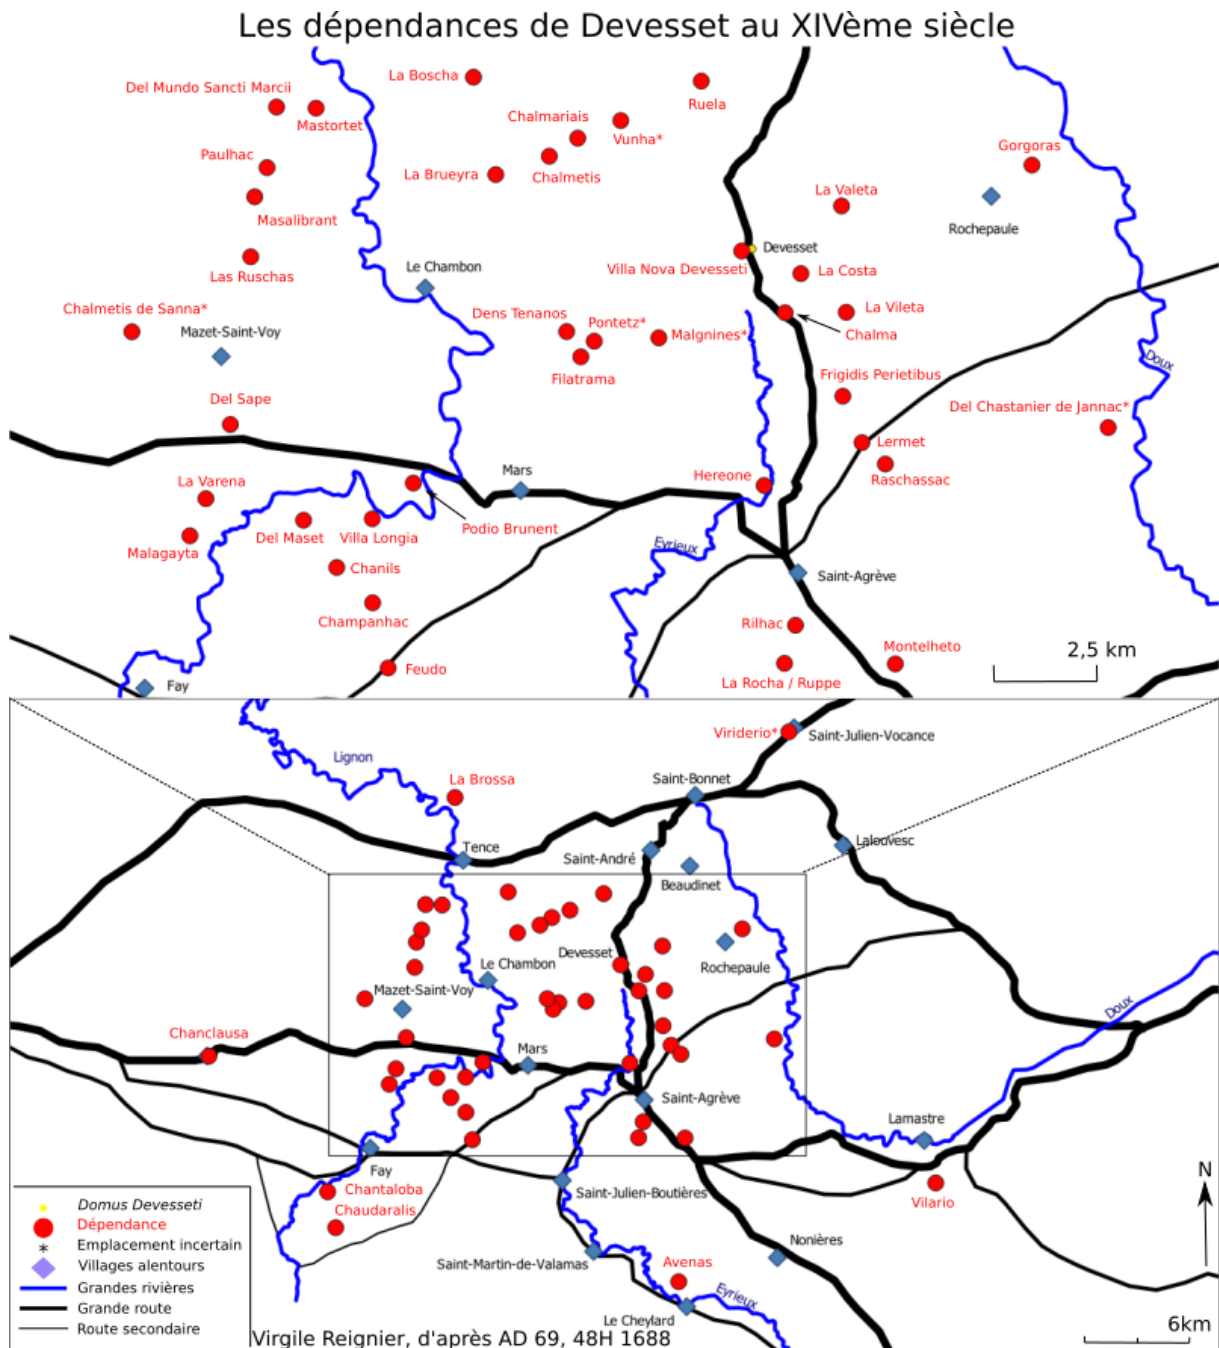 Les dépendances de Devesset au XIVème siècle
La Boscha
Ruela
Del Mundo Sancti Marcii
Mastortet
Chalmariais
Vunha*
Gorgoras
Paulhac
La Brueyra
Chalmetis
La Valeta
Masalibrant
Rochepaule
Devesset
Las Ruschas
Le Chambon
Villa Nova Devesseti
La Costa
Chalmetis de Sanna*
Dens Tenanos
Pontetz*
Malgnines*
La Vileta
Mazet-Saint-Voy
Chalma
Doux
Filatrama
Frigidis Perietibus
Del Sape
Del Chastanier de Jannac*
Lermet
Mars
Hereone
Raschassac
La Varena
Podio Brunent
Malagayta
Del Maset
Villa Longia
Eyrieux
Chanils
Saint-Agrève
Champanhac
Rilhac
Montelheto
2,5 km
Feudo
La Rocha / Ruppe
Fay
Viriderio*
Saint-Julien-Vocance
Lignon
La Brossa
Saint-Bonnet
Tence
Saint-André
Lalouvesc
Beaudinet
Devesset
Le Chambon
Rochepaule
Mazet-Saint-Voy
Doux
Chanclausa
Mars
Saint-Agrève
Lamastre
Fay
Chantaloba
Saint-Julien-Boutières
Vilario
N
Chaudaralis
Nonières
Saint-Martin-de-Valamas
Avenas
Eyrieux
Le Cheylard
Domus Devesseti
Dépendance
* Emplacement incertain
Villages alentours
Grandes rivières
Grande route
Route secondaire
Virgile Reignier, d'après AD 69, 48H 1688
6km